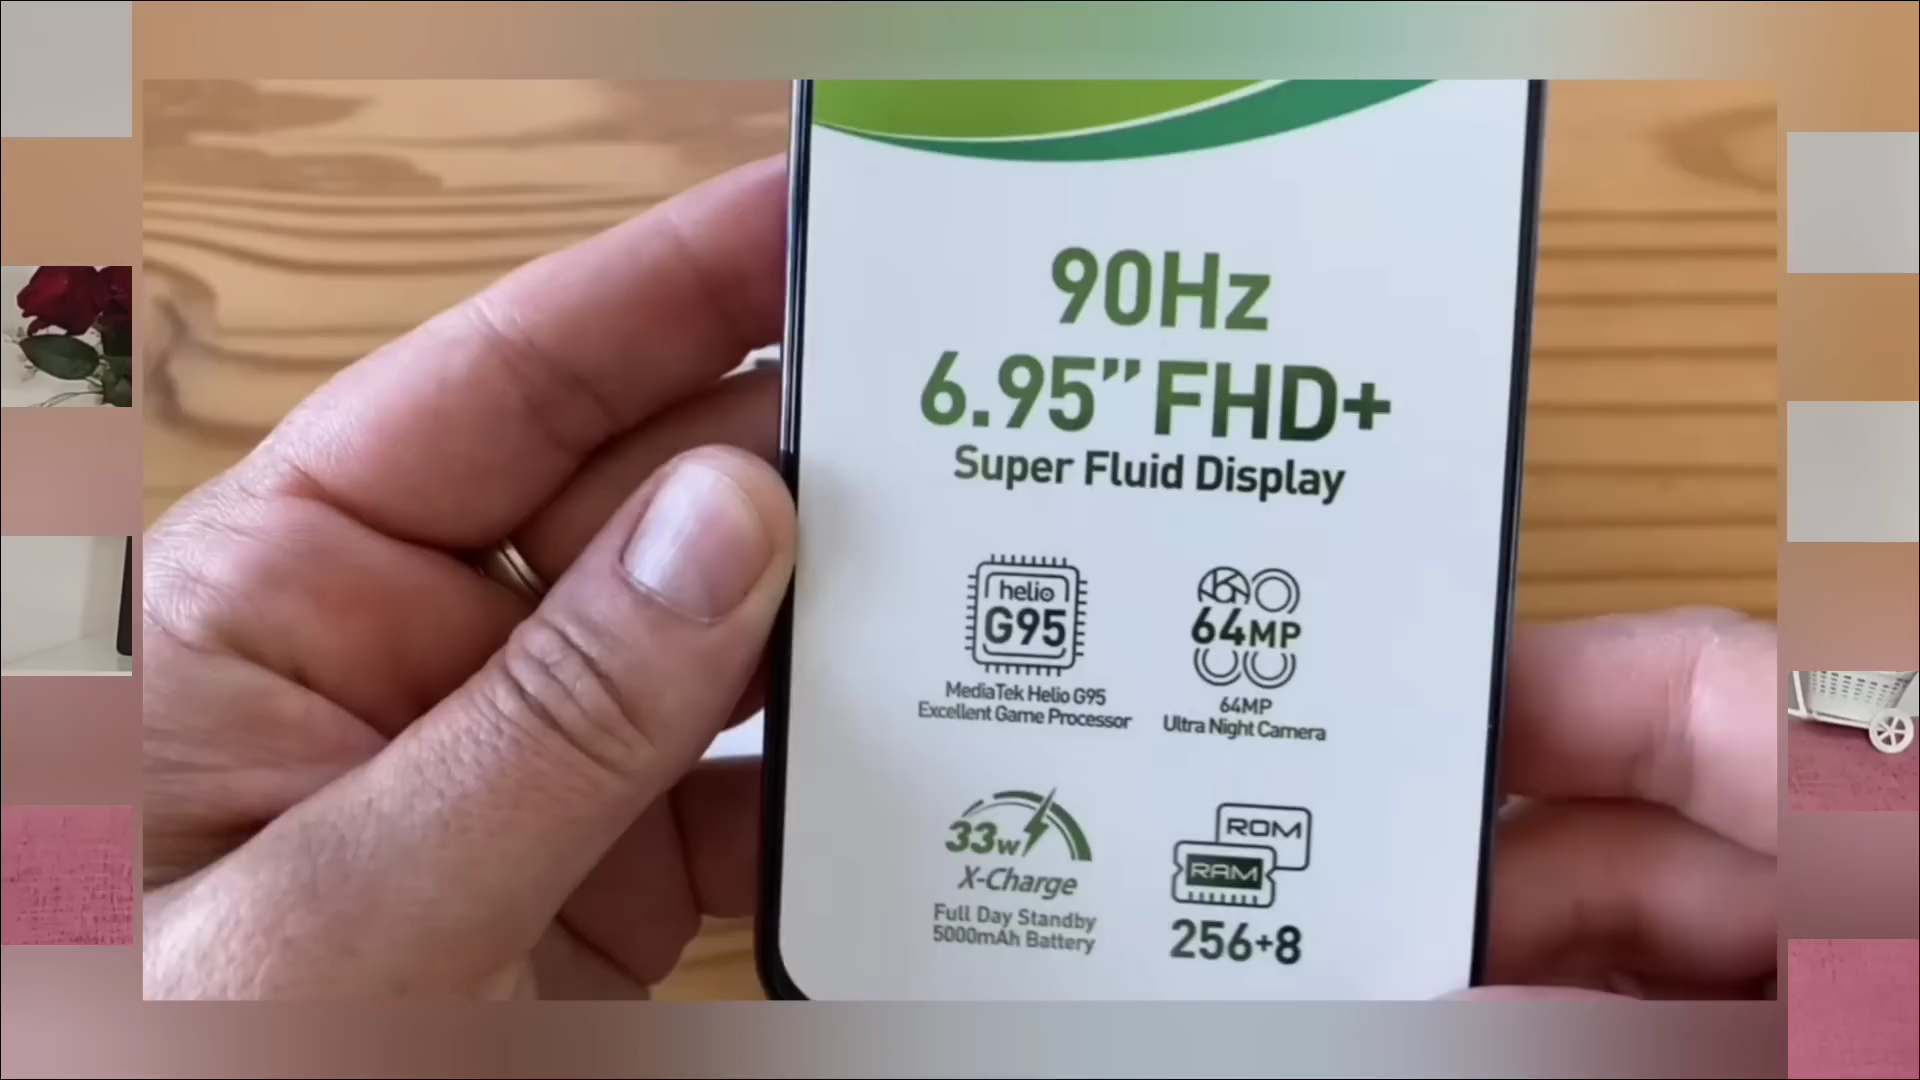 90Hz
6.95” FHD+
Super Fluid Display
helio
G95
MediaTek Helio G95
Excellent Game Processor
64MP
64MP
Ultra Night Camera
33W
X-Charge
Full Day Standby
5000mAh Battery
ROM
RAM
256+8